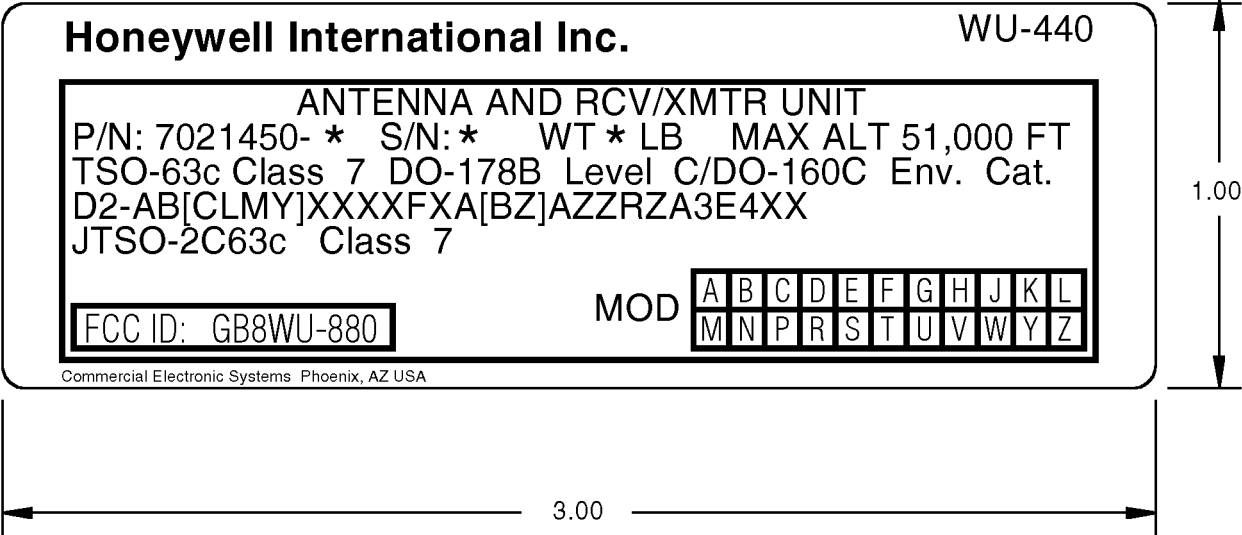 Honeywell International Inc. WU-440
ANTENNA AND RCV/XMTR UNIT
P/N: 7021450- * S/N: * WT * LB MAX ALT 51,000 FT
TSO-63c Class 7 DO-178B Level C/DO-160C Env. Cat.
D2-AB[CLMY]XXXXFXA[BZ]AZZRZA3E4XX
JTSO-2C63c Class 7
MOD A B C D E F G H J K L
M N P R S T U V W Y Z
FCC ID: GB8WU-880
Commercial Electronic Systems Phoenix, AZ USA
1.00
3.00